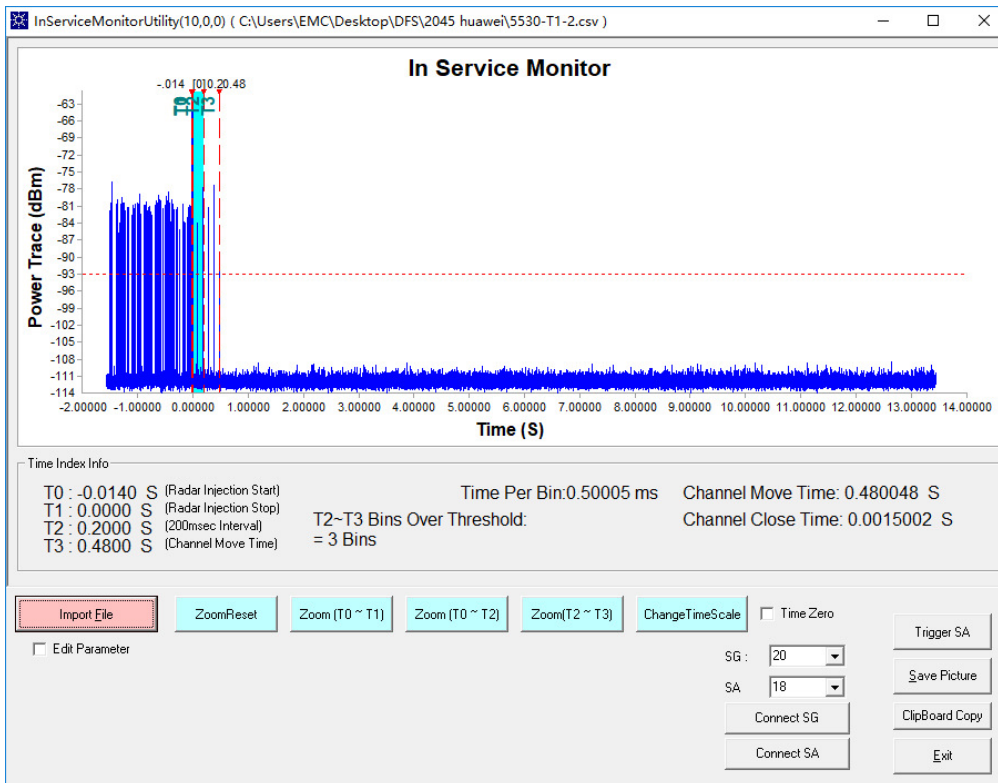 InServiceMonitorUtility(10,0,0) ( C:\Users\EMC\Desktop\DFS\2045 huawei\5530-T1-2.csv )
In Service Monitor
-.014 [0]0.20.48
T3
Power Trace (dBm)
-63
-66
-69
-72
-75
-78
-81
-84
-87
-90
-93
-96
-99
-102
-105
-108
-111
-114
-2.00000 -1.00000 0.00000 1.00000 2.00000 3.00000 4.00000 5.00000 6.00000 7.00000 8.00000 9.00000 10.00000 11.00000 12.00000 13.00000 14.00000
Time (S)
Time Index Info
T0 : -0.0140 S (Radar Injection Start)
T1 : 0.0000 S (Radar Injection Stop)
T2 : 0.2000 S (200msec Interval)
T3 : 0.4800 S (Channel Move Time)
Time Per Bin:0.50005 ms
T2~T3 Bins Over Threshold:
= 3 Bins
Channel Move Time: 0.480048 S
Channel Close Time: 0.0015002 S
Import File
ZoomReset
Zoom (T0 ~ T1)
Zoom (T0 ~ T2)
Zoom(T2 ~ T3)
ChangeTimeScale
Time Zero
Trigger SA
Edit Parameter
SG : 20
SA 18
Save Picture
Connect SG
ClipBoard Copy
Connect SA
Exit